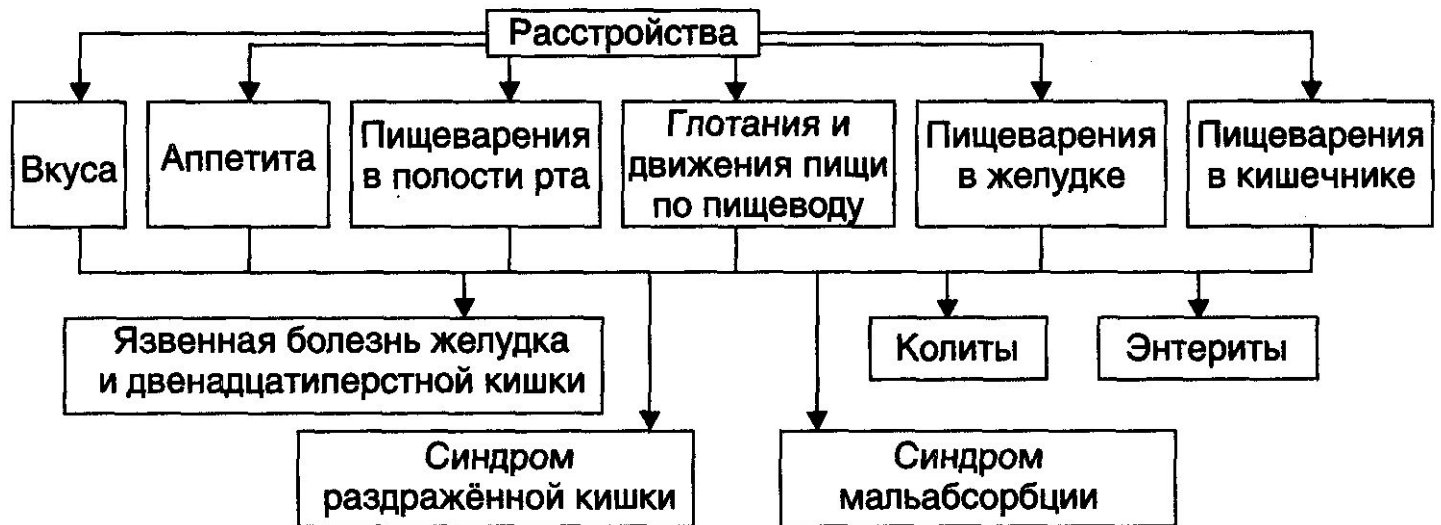 Расстройства
Вкуса
Аппетита
Пищеварения
в полости рта
Глотания и
движения пищи
по пищеводу
Пищеварения
в желудке
Пищеварения
в кишечнике
Язвенная болезнь желудка
и двенадцатиперстной кишки
Колиты
Энтериты
Синдром
раздражённой кишки
Синдром
мальабсорбции